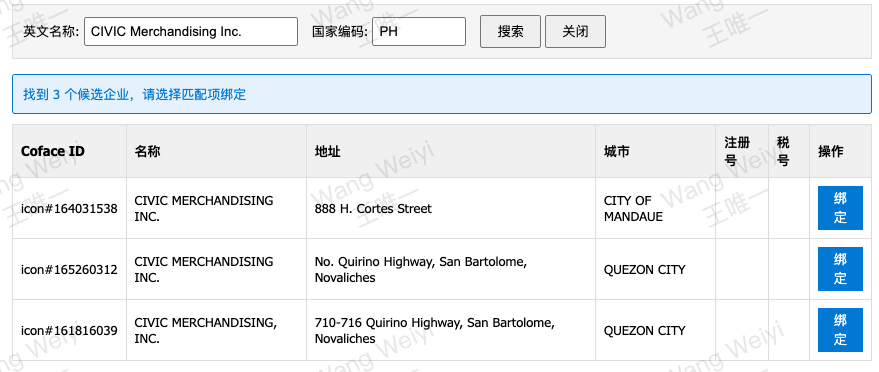 英文名称: CIVIC Merchandising Inc. 国家编码: PH 搜索 关闭
找到 3 个候选企业，请选择匹配项绑定
Coface ID 名称 地址 城市 注册号 税号 操作
icon#164031538 CIVIC MERCHANDISING INC. 888 H. Cortes Street CITY OF MANDAUE 绑定
icon#165260312 CIVIC MERCHANDISING INC. No. Quirino Highway, San Bartolome, Novaliches QUEZON CITY 绑定
icon#161816039 CIVIC MERCHANDISING, INC. 710-716 Quirino Highway, San Bartolome, Novaliches QUEZON CITY 绑定
Wang Weiyi
王唯一